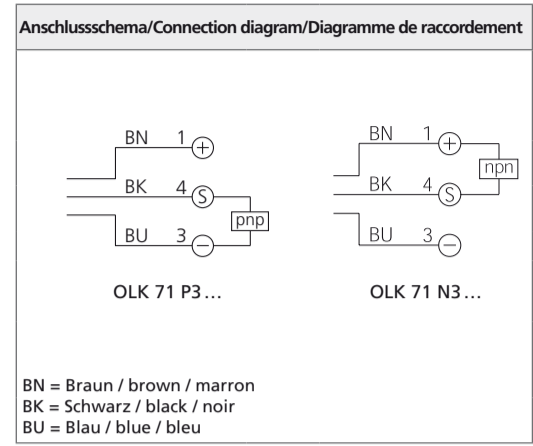 Anschlussschema/Connection diagram/Diagramme de raccordement
BN 1 +
BK 4 S
pnp
BU 3 −
OLK 71 P3...
BN 1 +
npn
BK 4 S
BU 3 −
OLK 71 N3...
BN = Braun / brown / marron
BK = Schwarz / black / noir
BU = Blau / blue / bleu